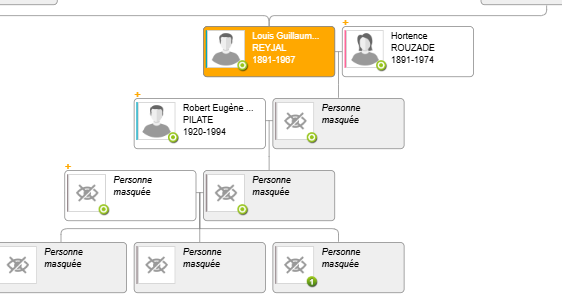 Louis Guillaum...
REYJAL
1891-1967
Hortence
ROUZADE
1891-1974
Robert Eugène ...
PILATE
1920-1994
Personne
masquée
Personne
masquée
Personne
masquée
Personne
masquée
Personne
masquée
Personne
masquée
1